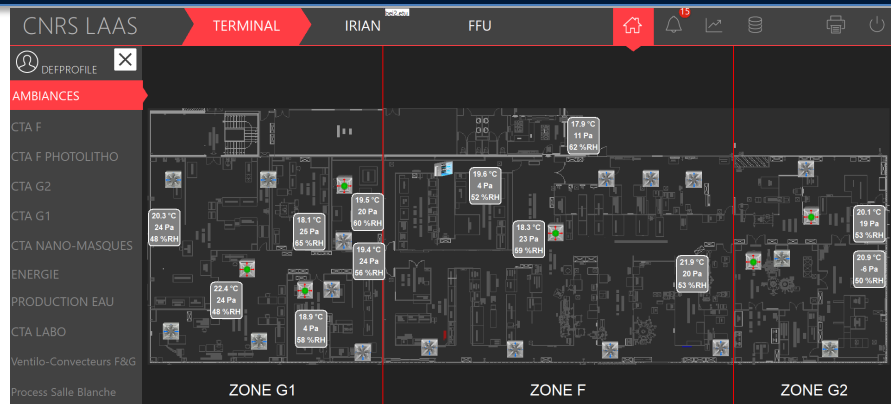 CNRS LAAS
TERMINAL
IRIAN
FFU
15
DEFPROFILE
AMBIANCES
CTA F
CTA F PHOTOLITHO
CTA G2
CTA G1
CTA NANO-MASQUES
ENERGIE
PRODUCTION EAU
CTA LABO
Ventilo-Convecteurs F&G
Process Salle Blanche
17.9 °C
11 Pa
62 %RH
19.6 °C
4 Pa
52 %RH
19.5 °C
20 Pa
60 %RH
20.3 °C
24 Pa
48 %RH
18.1 °C
25 Pa
65 %RH
19.4 °C
24 Pa
56 %RH
18.3 °C
23 Pa
59 %RH
20.1 °C
19 Pa
53 %RH
21.9 °C
20 Pa
53 %RH
20.9 °C
-6 Pa
50 %RH
22.4 °C
24 Pa
48 %RH
18.9 °C
4 Pa
58 %RH
ZONE G1
ZONE F
ZONE G2